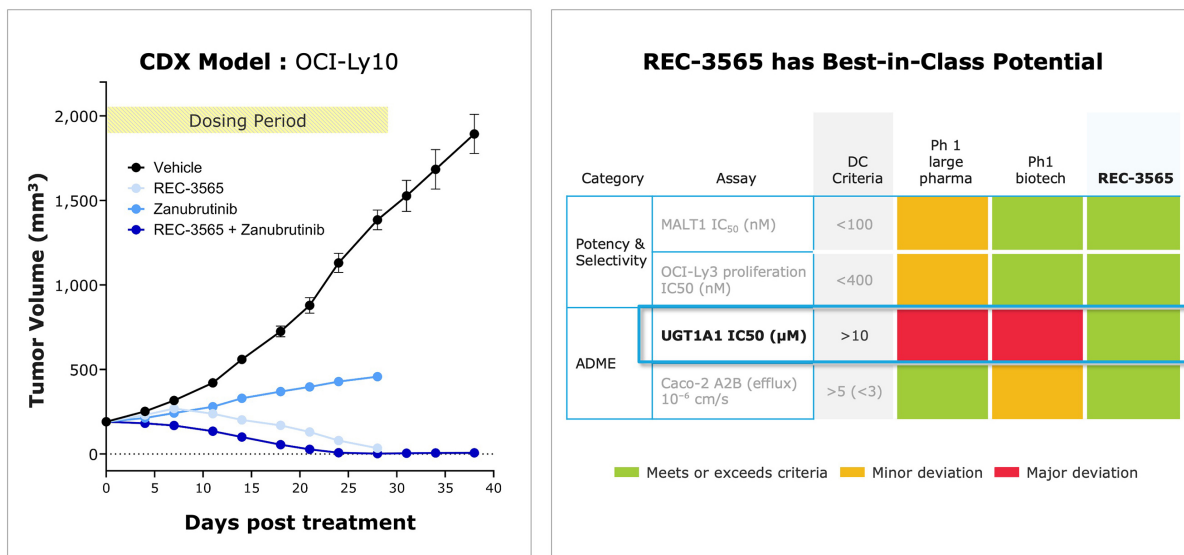 CDX Model : OCI-Ly10
Tumor Volume (mm³)
2,000
1,500
1,000
500
0
Dosing Period
Vehicle
REC-3565
Zanubrutinib
REC-3565 + Zanubrutinib
0 5 10 15 20 25 30 35 40
Days post treatment
REC-3565 has Best-in-Class Potential
Category
Assay
DC
Criteria
Ph 1
large
pharma
Ph1
biotech
REC-3565
Potency &
Selectivity
MALT1 IC₅₀ (nM)
<100
OCI-Ly3 proliferation
IC50 (nM)
<400
ADME
UGT1A1 IC50 (µM)
>10
Caco-2 A2B (efflux)
10⁻⁶ cm/s
>5 (<3)
Meets or exceeds criteria
Minor deviation
Major deviation